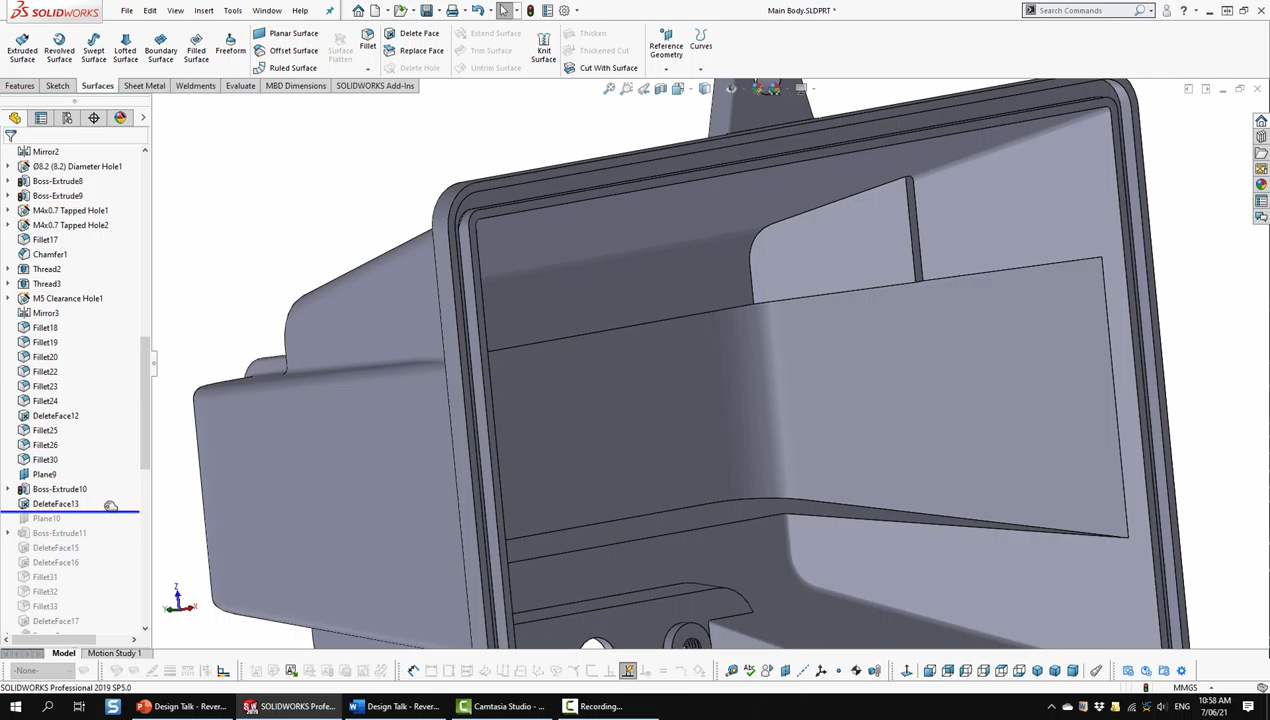 SOLIDWORKS File Edit View Insert Tools Window Help Main Body.SLDPRT * Search Commands
Extruded Surface Revolved Surface Swept Surface Lofted Surface Boundary Surface Filled Surface Freeform
Planar Surface
Offset Surface
Ruled Surface
Surface Flatten Fillet
Delete Face
Replace Face
Delete Hole
Extend Surface
Trim Surface
Untrim Surface
Knit Surface
Thicken
Thickened Cut
Cut With Surface
Reference Geometry Curves
Features Sketch Surfaces Sheet Metal Weldments Evaluate MBD Dimensions SOLIDWORKS Add-Ins
Mirror2
Ø8.2 (8.2) Diameter Hole1
Boss-Extrude8
Boss-Extrude9
M4x0.7 Tapped Hole1
M4x0.7 Tapped Hole2
Fillet17
Chamfer1
Thread2
Thread3
M5 Clearance Hole1
Mirror3
Fillet18
Fillet19
Fillet20
Fillet22
Fillet23
Fillet24
DeleteFace12
Fillet25
Fillet26
Fillet30
Plane9
Boss-Extrude10
DeleteFace13
Plane10
Boss-Extrude11
DeleteFace15
DeleteFace16
Fillet31
Fillet32
Fillet33
DeleteFace17
Z
Y X
Model Motion Study 1
-None-
SOLIDWORKS Professional 2019 SP5.0 MMGS
Design Talk - Rever... SOLIDWORKS Profe... Design Talk - Rever... Camtasia Studio - ... Recording... ENG 10:58 AM
7/06/21